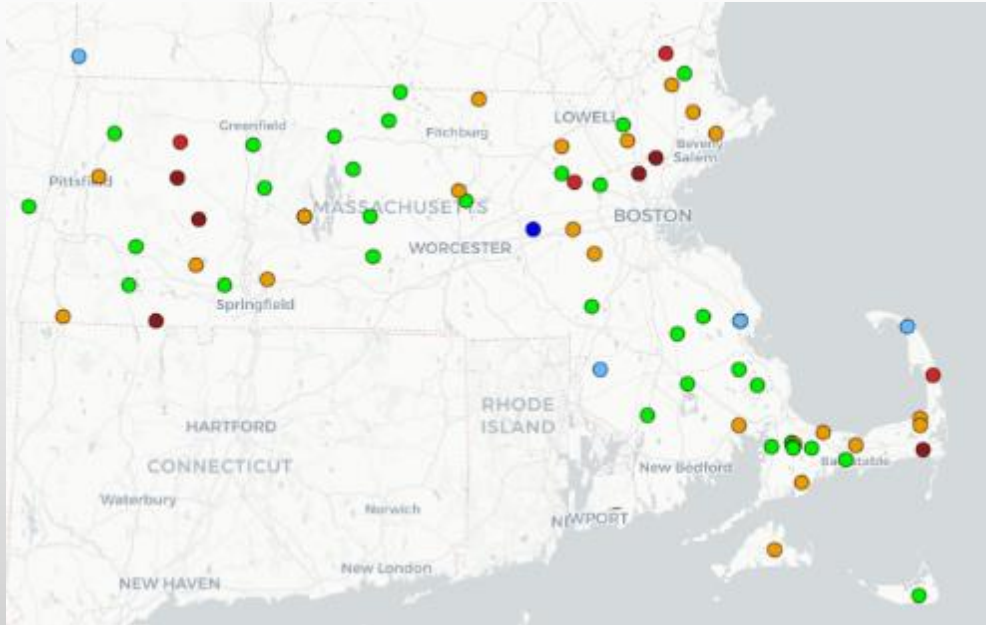 Greenfield
Fitchburg
LOWELL
Beverly
Salem
Pittsfield
MASSACHUSETTS
BOSTON
WORCESTER
Springfield
RHODE
ISLAND
HARTFORD
CONNECTICUT
New Bedford
Barnstable
Waterbury
Norwich
NEWPORT
New London
NEW HAVEN